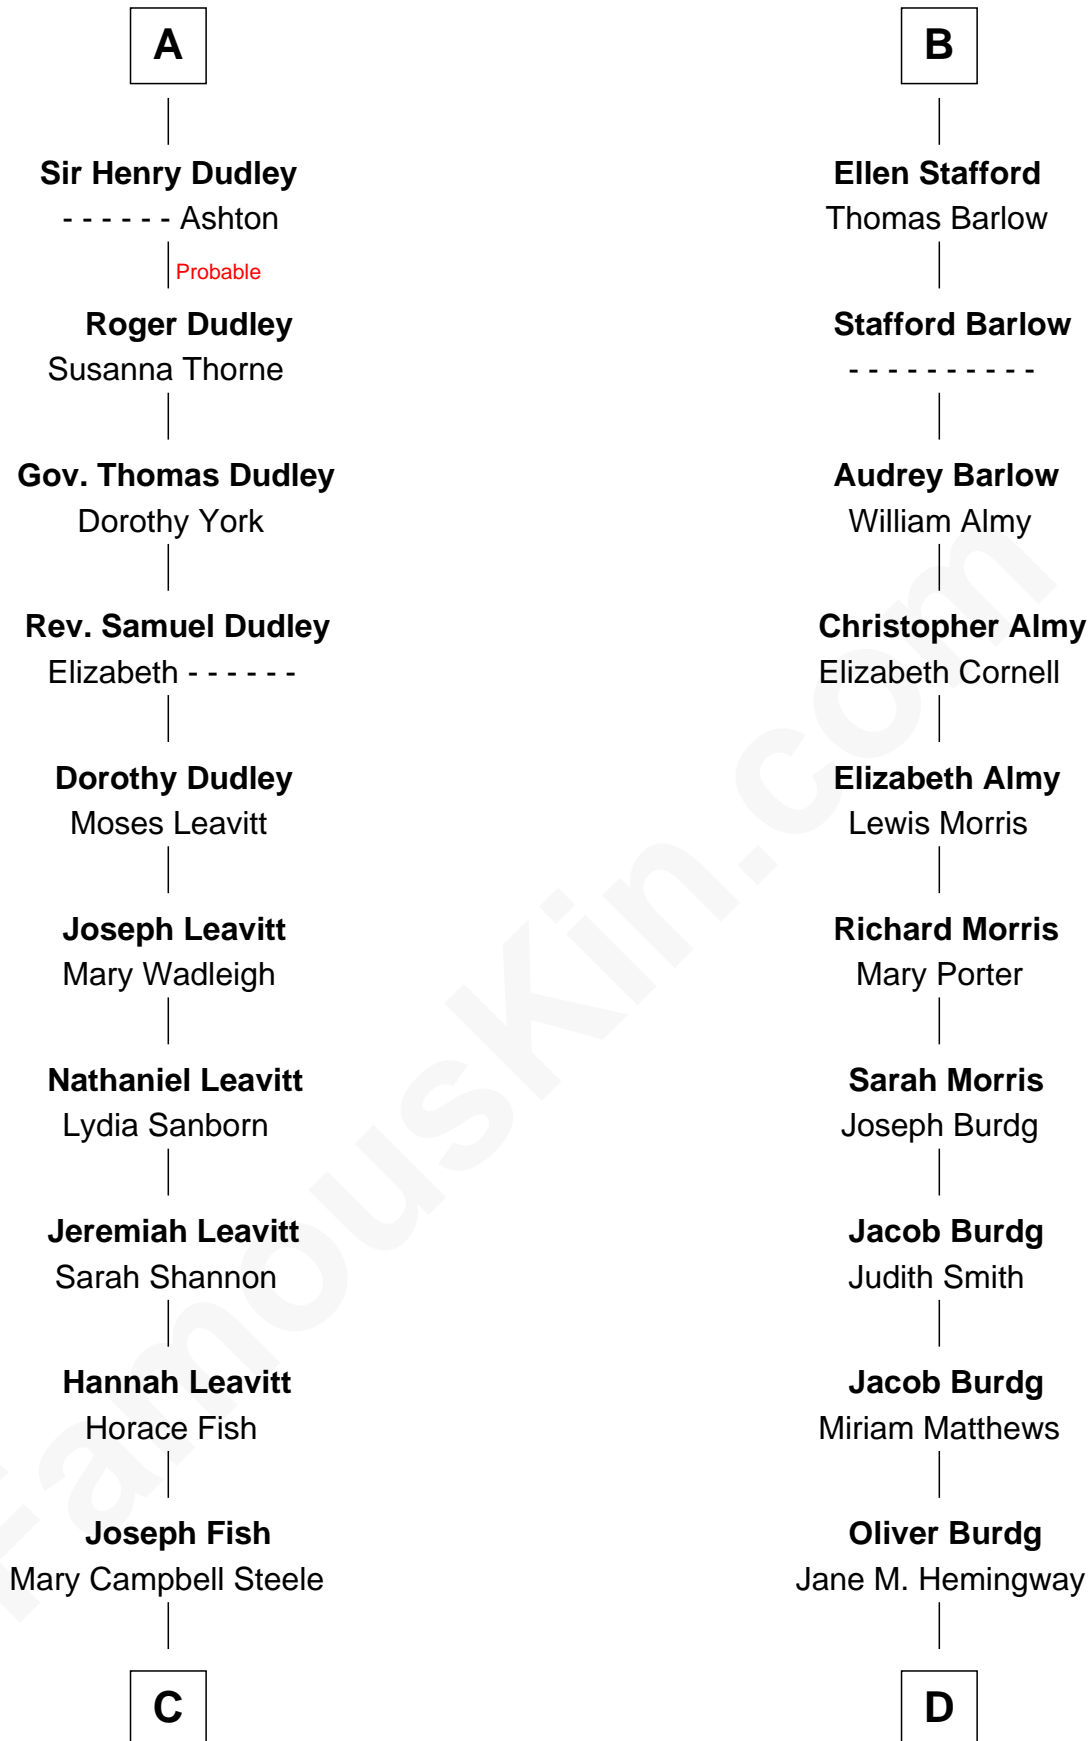 A
Sir Henry Dudley
- - - - - - Ashton
Probable
Roger Dudley
Susanna Thorne
Gov. Thomas Dudley
Dorothy York
Rev. Samuel Dudley
Elizabeth - - - - - -
Dorothy Dudley
Moses Leavitt
Joseph Leavitt
Mary Wadleigh
Nathaniel Leavitt
Lydia Sanborn
Jeremiah Leavitt
Sarah Shannon
Hannah Leavitt
Horace Fish
Joseph Fish
Mary Campbell Steele
C
B
Ellen Stafford
Thomas Barlow
Stafford Barlow
- - - - - - - - - -
Audrey Barlow
William Almy
Christopher Almy
Elizabeth Cornell
Elizabeth Almy
Lewis Morris
Richard Morris
Mary Porter
Sarah Morris
Joseph Burdg
Jacob Burdg
Judith Smith
Jacob Burdg
Miriam Matthews
Oliver Burdg
Jane M. Hemingway
D
FamousKin.com